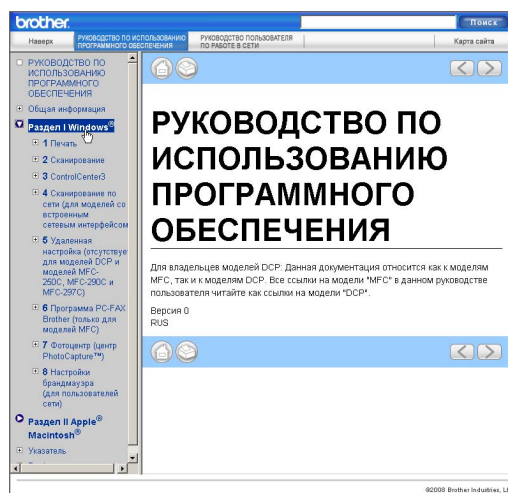 brother.
Поиск
Наверх
РУКОВОДСТВО ПО ИСПОЛЬЗОВАНИЮ
ПРОГРАММНОГО ОБЕСПЕЧЕНИЯ
РУКОВОДСТВО ПОЛЬЗОВАТЕЛЯ
ПО РАБОТЕ В СЕТИ
Карта сайта
РУКОВОДСТВО ПО
ИСПОЛЬЗОВАНИЮ
ПРОГРАММНОГО
ОБЕСПЕЧЕНИЯ
Общая информация
Раздел I Windows®
1 Печать
2 Сканирование
3 ControlCenter3
4 Сканирование по
сети (для моделей со
встроенным
сетевым интерфейсом
5 Удаленная
настройка (отсутствуе
для моделей DCP и
моделей MFC-
250C, MFC-290C и
MFC-297C)
6 Программа PC-FAX
Brother (только для
моделей MFC)
7 Фотоцентр (центр
PhotoCapture™)
8 Настройки
брандмауэра
(для пользователей
сети)
Раздел II Apple®
Macintosh®
Указатель
РУКОВОДСТВО ПО
ИСПОЛЬЗОВАНИЮ
ПРОГРАММНОГО
ОБЕСПЕЧЕНИЯ
Для владельцев моделей DCP: Данная документация относится как к моделям
MFC, так и к моделям DCP. Все ссылки на модели "MFC" в данном руководстве
пользователя читайте как ссылки на модели "DCP".
Версия 0
RUS
©2008 Brother Industries, Lt